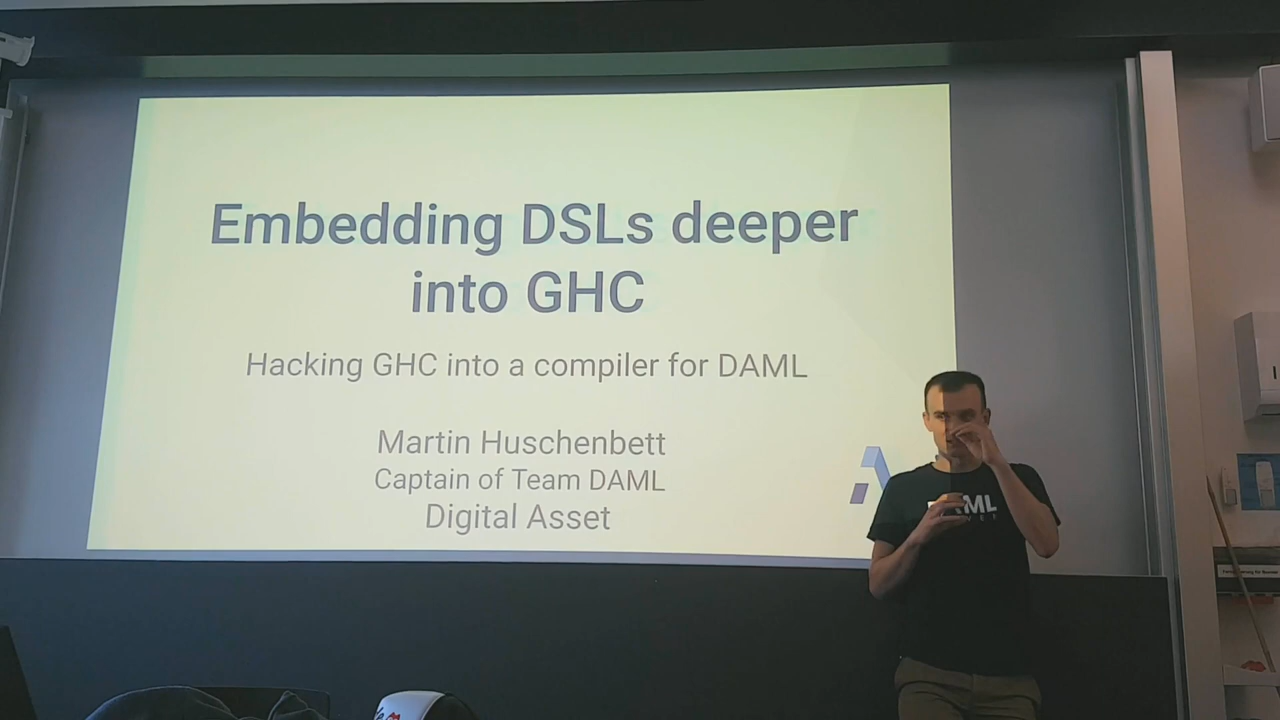 Embedding DSLs deeper
into GHC
Hacking GHC into a compiler for DAML
Martin Huschenbett
Captain of Team DAML
Digital Asset